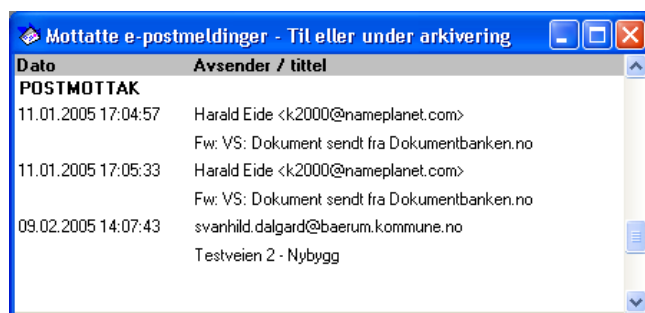 Mottatte e-postmeldinger - Til eller under arkivering
Dato Avsender / tittel
POSTMOTTAK
11.01.2005 17:04:57 Harald Eide <k2000@nameplanet.com>
Fw: VS: Dokument sendt fra Dokumentbanken.no
11.01.2005 17:05:33 Harald Eide <k2000@nameplanet.com>
Fw: VS: Dokument sendt fra Dokumentbanken.no
09.02.2005 14:07:43 svanhild.dalgard@baerum.kommune.no
Testveien 2 - Nybygg